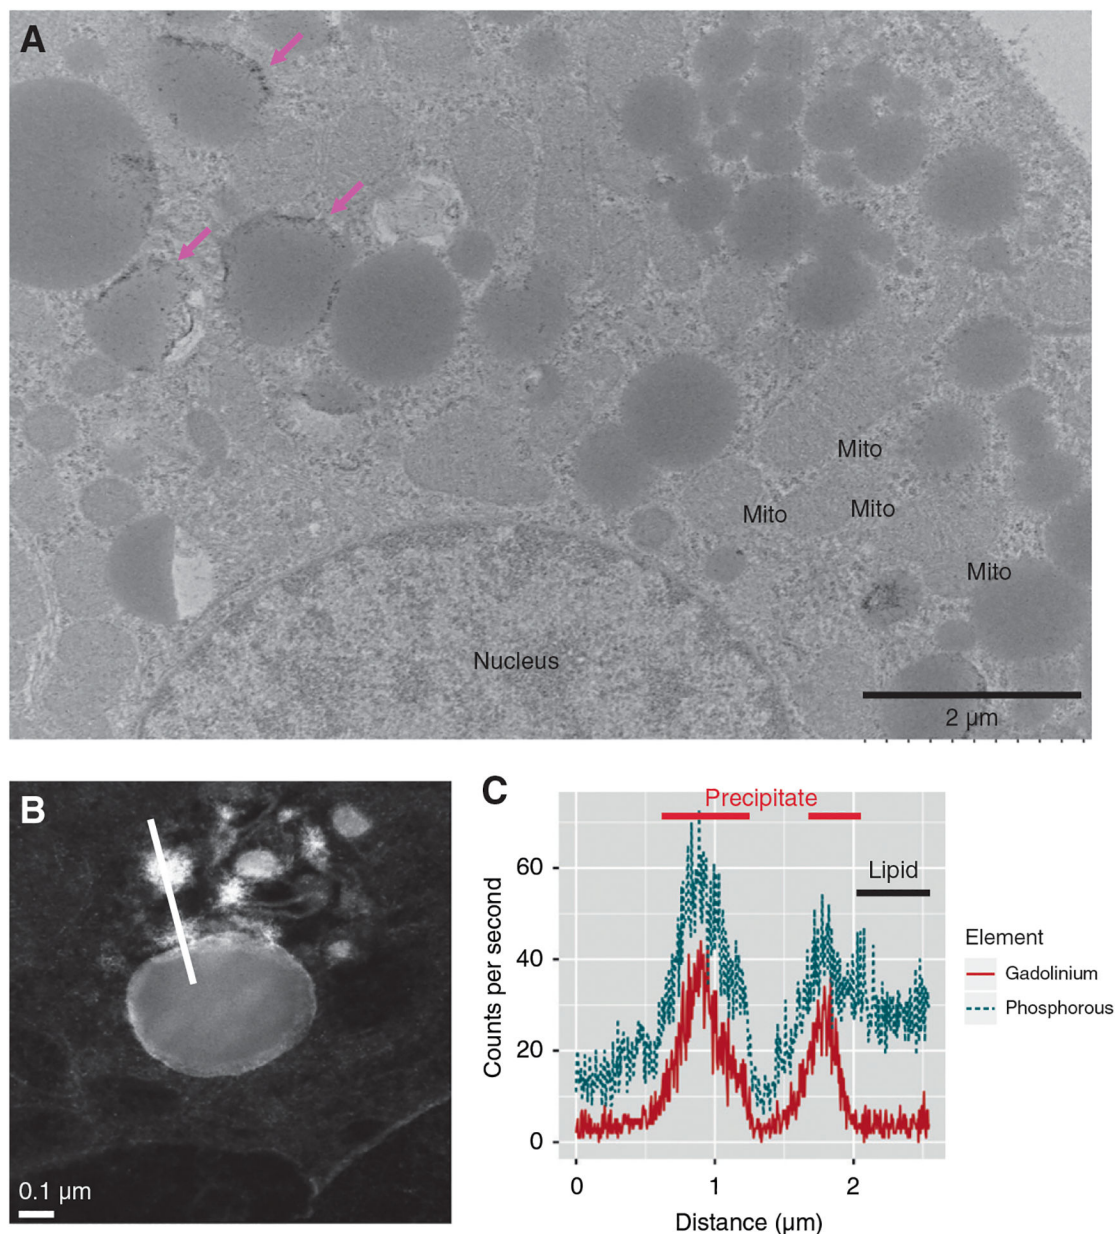 A
Mito
Mito
Mito
Mito
Nucleus
2 µm
B
0.1 µm
C
Precipitate
Lipid
60
40
20
0
Counts per second
0
1
2
Distance (µm)
Element
Gadolinium
Phosphorous